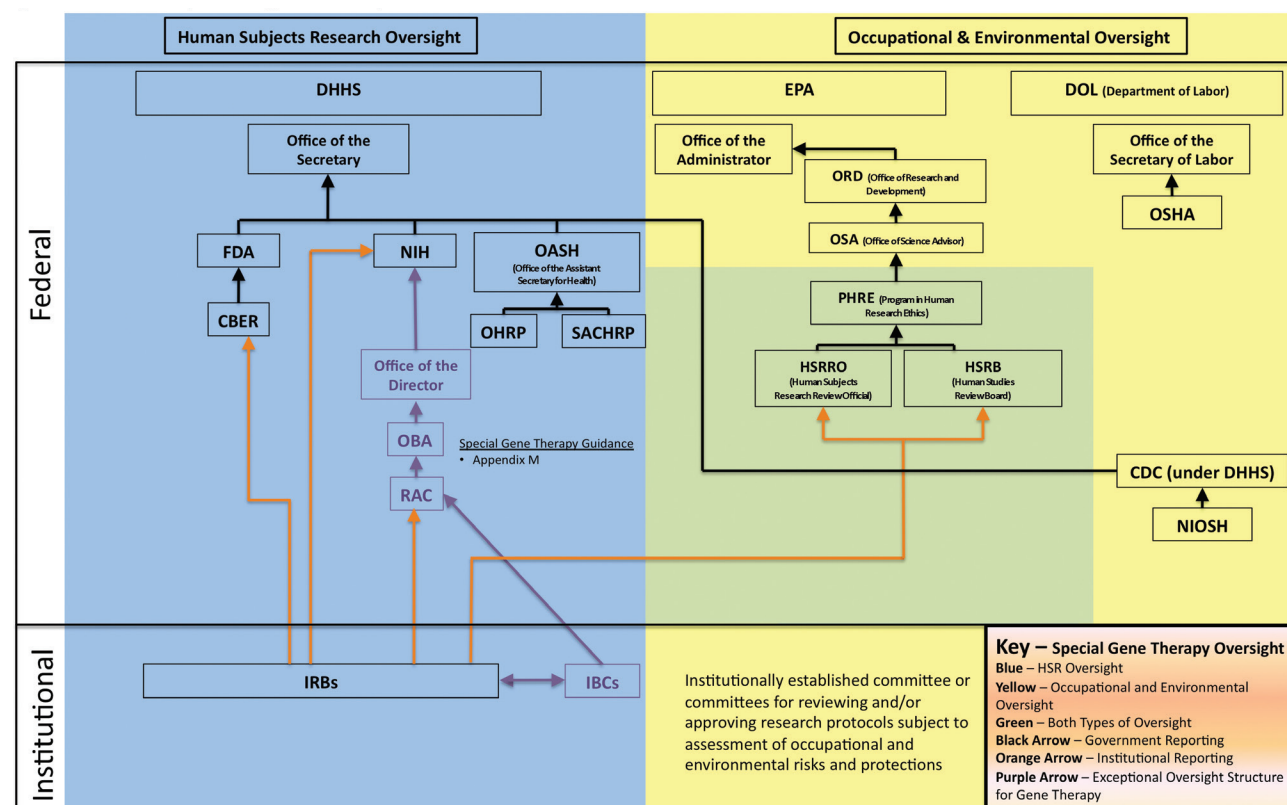 Human Subjects Research Oversight
Occupational & Environmental Oversight
Federal
DHHS
EPA
DOL (Department of Labor)
Office of the
Secretary
Office of the
Administrator
Office of the
Secretary of Labor
ORD (Office of Research and
Development)
OSHA
FDA
NIH
OASH
(Office of the Assistant
Secretary for Health)
OSA (Office of Science Advisor)
CBER
OHRP
SACHRP
PHRE (Program in Human
Research Ethics)
Office of the
Director
HSRRO
(Human Subjects
Research Review Official)
HSRB
(Human Studies
Review Board)
OBA
Special Gene Therapy Guidance
• Appendix M
RAC
CDC (under DHHS)
NIOSH
Institutional
IRBs
IBCs
Institutionally established committee or
committees for reviewing and/or
approving research protocols subject to
assessment of occupational and
environmental risks and protections
Key – Special Gene Therapy Oversight
Blue – HSR Oversight
Yellow – Occupational and Environmental
Oversight
Green – Both Types of Oversight
Black Arrow – Government Reporting
Orange Arrow – Institutional Reporting
Purple Arrow – Exceptional Oversight Structure
for Gene Therapy